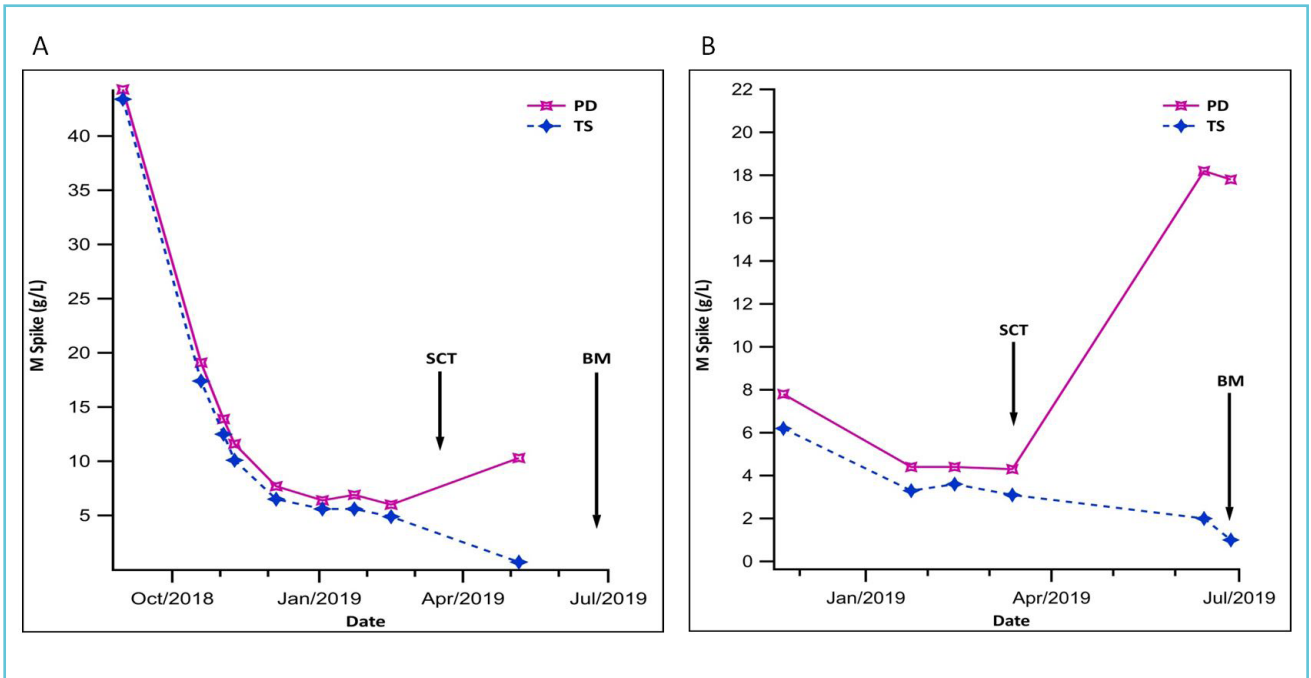 A
PD
TS
40
35
30
25
20
15
10
5
M Spike (g/L)
SCT
BM
Oct/2018 Jan/2019 Apr/2019 Jul/2019
Date
B
PD
TS
22
20
18
16
14
12
10
8
6
4
2
0
M Spike (g/L)
SCT
BM
Jan/2019 Apr/2019 Jul/2019
Date